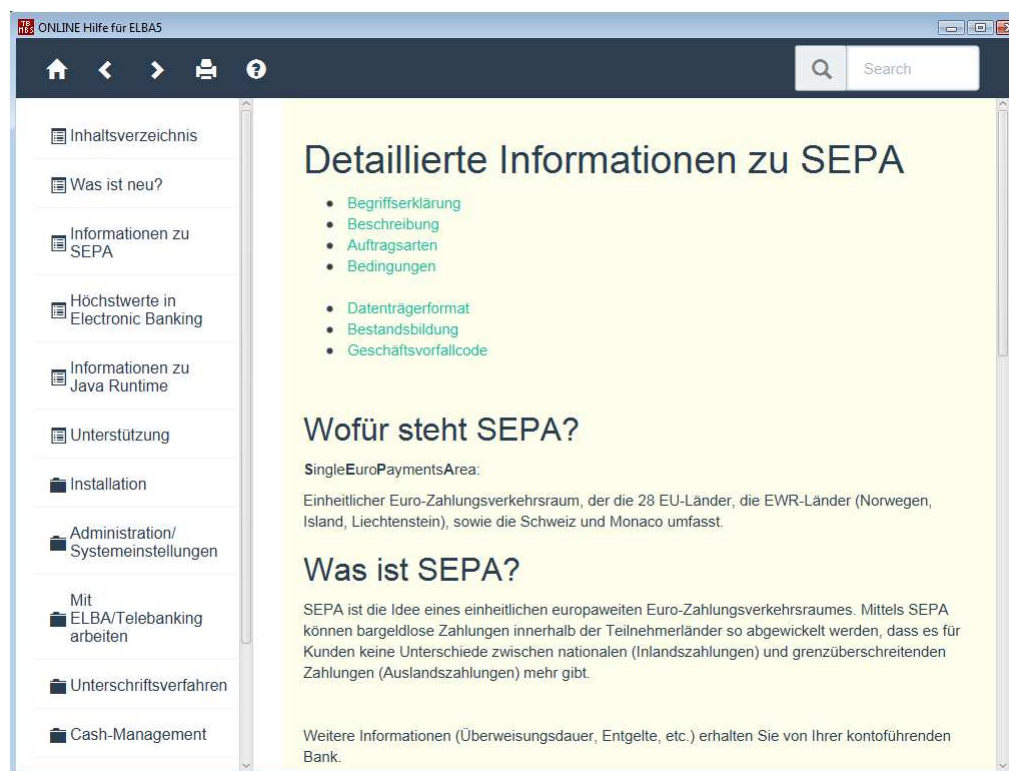 TB
MBS
ONLINE Hilfe für ELBA5
Search
Inhaltsverzeichnis
Was ist neu?
Informationen zu
SEPA
Höchstwerte in
Electronic Banking
Informationen zu
Java Runtime
Unterstützung
Installation
Administration/
Systemeinstellungen
Mit
ELBA/Telebanking
arbeiten
Unterschriftsverfahren
Cash-Management
Detaillierte Informationen zu SEPA
Begriffserklärung
Beschreibung
Auftragsarten
Bedingungen
Datenträgerformat
Bestandsbildung
Geschäftsvorfallcode
Wofür steht SEPA?
SingleEuroPaymentsArea:
Einheitlicher Euro-Zahlungsverkehrsraum, der die 28 EU-Länder, die EWR-Länder (Norwegen,
Island, Liechtenstein), sowie die Schweiz und Monaco umfasst.
Was ist SEPA?
SEPA ist die Idee eines einheitlichen europaweiten Euro-Zahlungsverkehrsraumes. Mittels SEPA
können bargeldlose Zahlungen innerhalb der Teilnehmerländer so abgewickelt werden, dass es für
Kunden keine Unterschiede zwischen nationalen (Inlandszahlungen) und grenzüberschreitenden
Zahlungen (Auslandszahlungen) mehr gibt.
Weitere Informationen (Überweisungsdauer, Entgelte, etc.) erhalten Sie von Ihrer kontoführenden
Bank.